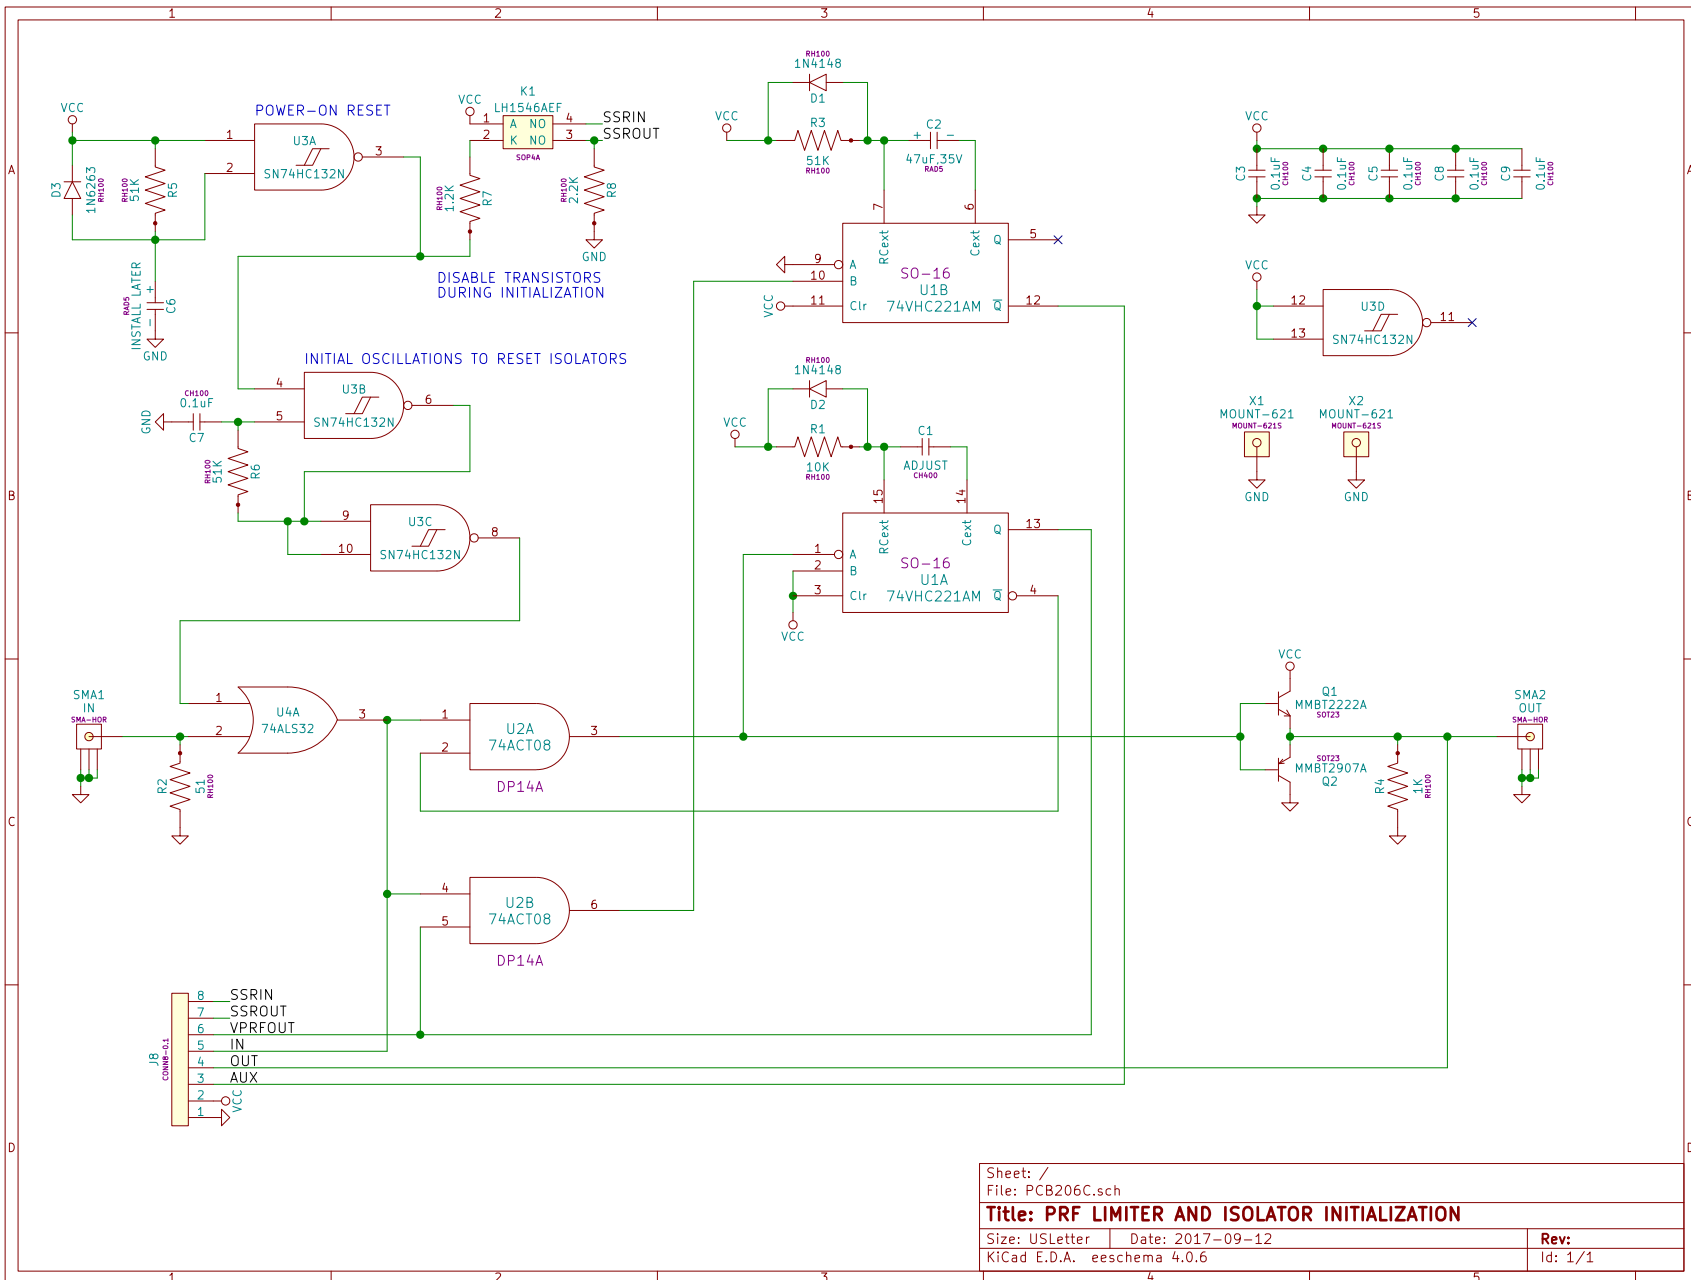 1 2 3 4 5
A
B
C
D
VCC
POWER-ON RESET
U3A
SN74HC132N
1
2
3
D3
1N6263
RH100
RH100
51K
R5
INSTALL LATER
RAD5
+
-
C6
GND
VCC
K1
LH1546AEF
1 A NO 4
2 K NO 3
SOP4A
SSRIN
SSROUT
RH100
1.2K
R7
RH100
2.2K
R8
GND
DISABLE TRANSISTORS
DURING INITIALIZATION
INITIAL OSCILLATIONS TO RESET ISOLATORS
U3B
SN74HC132N
4
5
6
CH100
0.1uF
C7
GND
RH100
51K
R6
U3C
SN74HC132N
9
10
8
RH100
1N4148
D1
VCC
R3
51K
RH100
C2
+
-
47uF,35V
RAD5
7
6
RCext
Cext
9 A
10 B
11 Clr
VCC
SO-16
U1B
74VHC221AM
Q 5
Q 12
RH100
1N4148
D2
VCC
R1
10K
RH100
C1
ADJUST
CH400
15
14
RCext
Cext
1 A
2 B
3 Clr
VCC
SO-16
U1A
74VHC221AM
Q 13
Q 4
VCC
C3
0.1uF
CH100
C4
0.1uF
CH100
C5
0.1uF
CH100
C8
0.1uF
CH100
C9
0.1uF
CH100
VCC
U3D
SN74HC132N
12
13
11
X1
MOUNT-621
MOUNT-621S
GND
X2
MOUNT-621
MOUNT-621S
GND
SMA1
IN
SMA-HOR
R2
51
RH100
U4A
74ALS32
1
2
3
U2A
74ACT08
DP14A
1
2
3
U2B
74ACT08
DP14A
4
5
6
VCC
Q1
MMBT2222A
SOT23
SOT23
MMBT2907A
Q2
R4
1K
RH100
SMA2
OUT
SMA-HOR
J8
CONN8-0.1
8 SSRIN
7 SSROUT
6 VPRFOUT
5 IN
4 OUT
3 AUX
2 VCC
1
Sheet: /
File: PCB206C.sch
Title: PRF LIMITER AND ISOLATOR INITIALIZATION
Size: USLetter Date: 2017-09-12 Rev:
KiCad E.D.A. eeschema 4.0.6 Id: 1/1
1 2 3 4 5